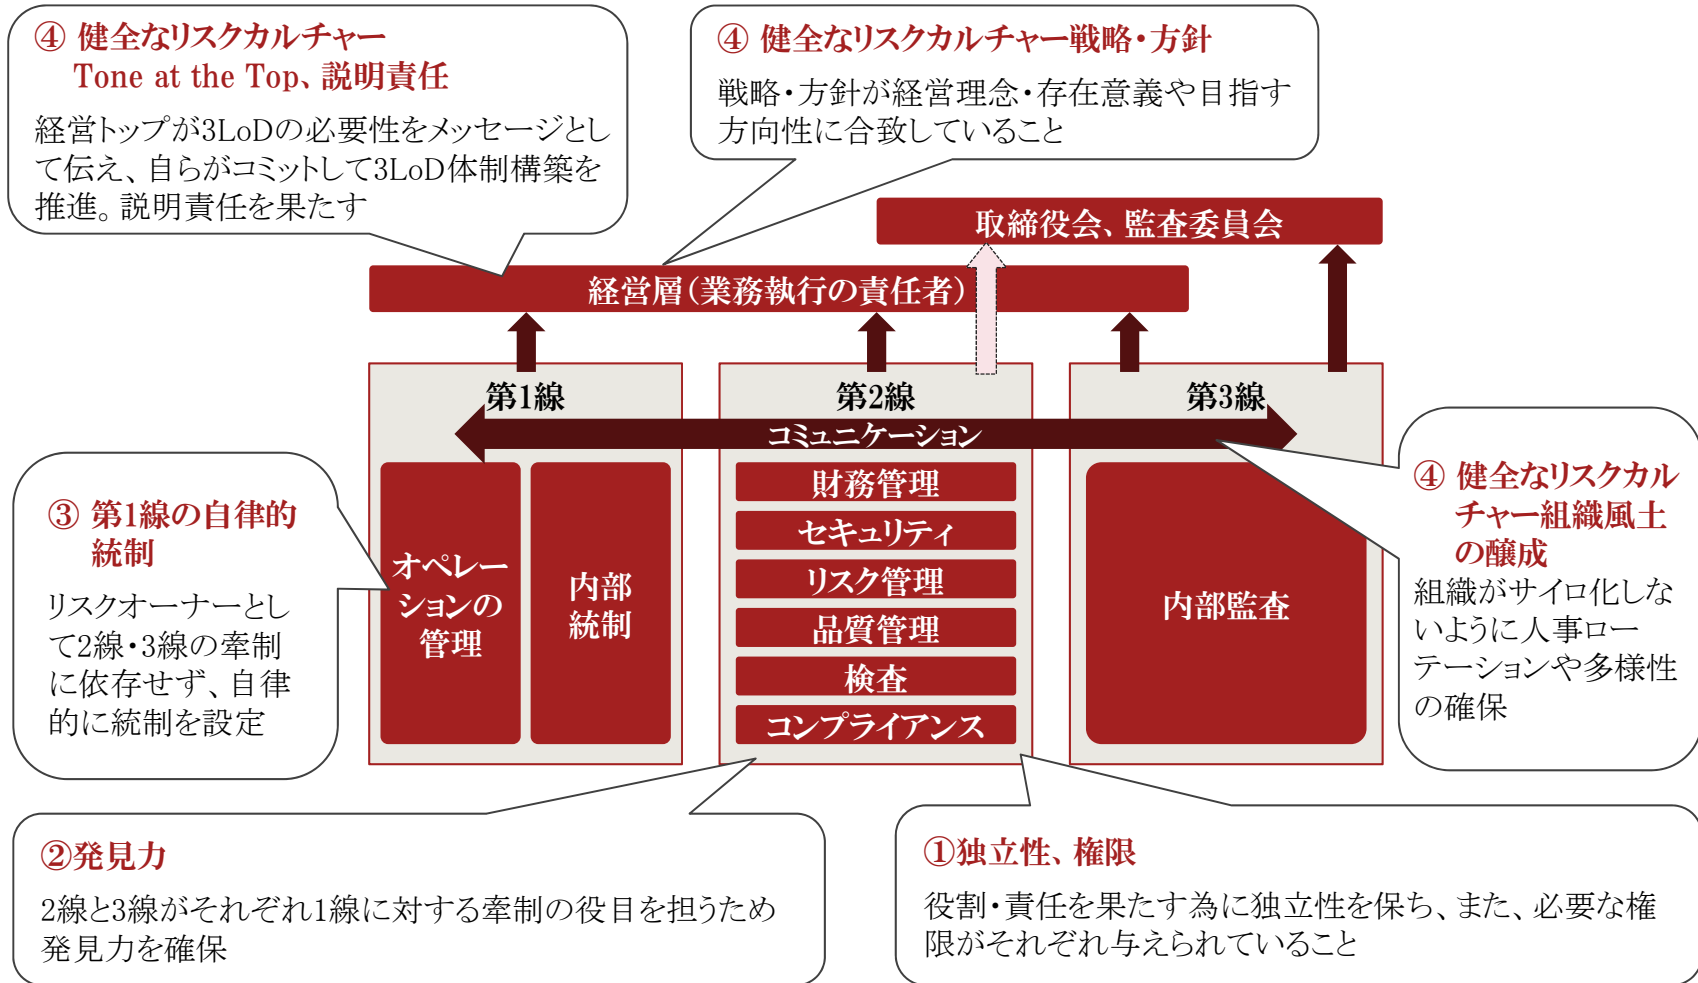 ④ 健全なリスクカルチャー
Tone at the Top、説明責任
経営トップが3LoDの必要性をメッセージとし
て伝え、自らがコミットして3LoD体制構築を
推進。説明責任を果たす
④ 健全なリスクカルチャー戦略・方針
戦略・方針が経営理念・存在意義や目指す
方向性に合致していること
取締役会、監査委員会
経営層（業務執行の責任者）
第1線
第2線
第3線
コミュニケーション
③ 第1線の自律的
統制
リスクオーナーとし
て2線・3線の牽制
に依存せず、自律
的に統制を設定
オペレー
ションの
管理
内部
統制
財務管理
セキュリティ
リスク管理
品質管理
検査
コンプライアンス
内部監査
④ 健全なリスクカル
チャー組織風土
の醸成
組織がサイロ化しな
いように人事ロー
テーションや多様性
の確保
②発見力
2線と3線がそれぞれ1線に対する牽制の役目を担うため
発見力を確保
①独立性、権限
役割・責任を果たす為に独立性を保ち、また、必要な権
限がそれぞれ与えられていること